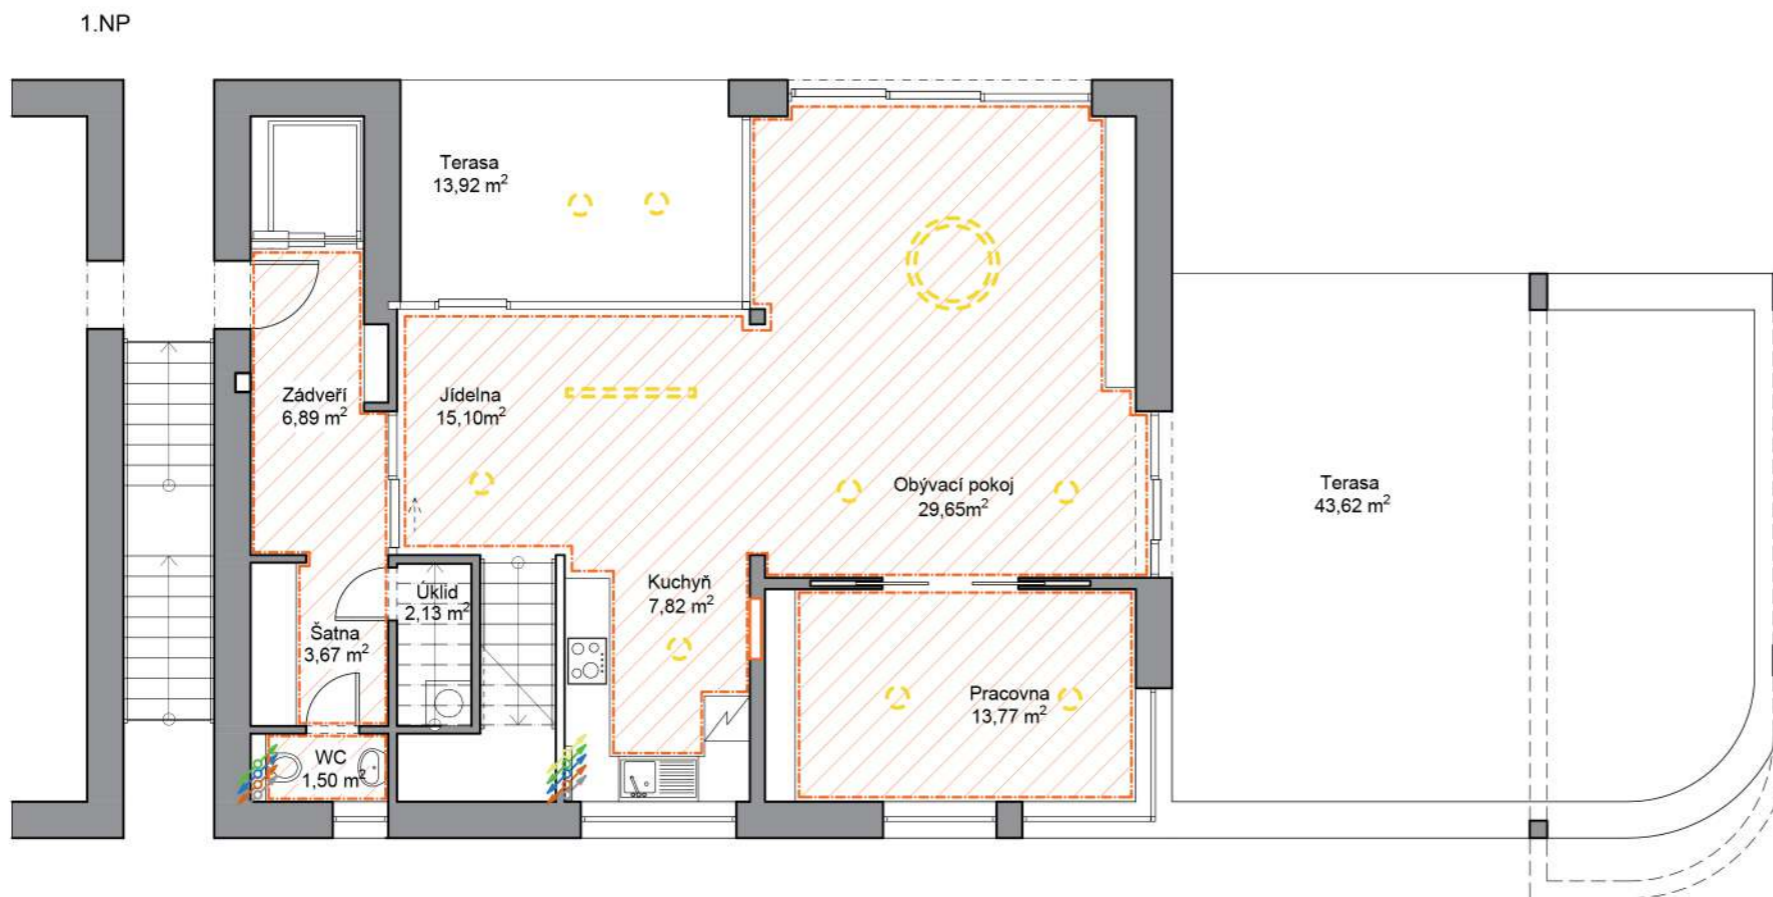 1.NP
Terasa
13,92 m²
Zádveří
6,89 m²
Jídelna
15,10m²
Obývací pokoj
29,65m²
Terasa
43,62 m²
Kuchyň
7,82 m²
Úklid
2,13 m²
Šatna
3,67 m²
Pracovna
13,77 m²
WC
1,50 m²